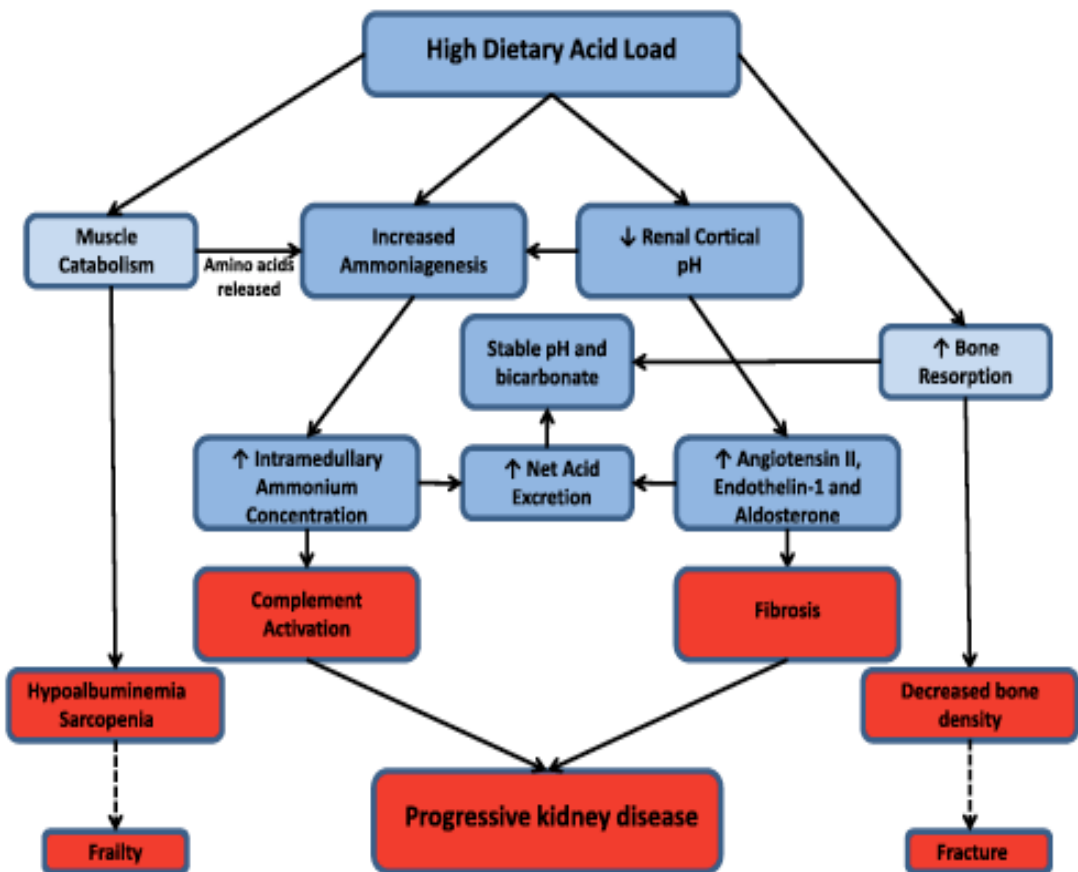 High Dietary Acid Load
Muscle
Catabolism
Amino acids
released
Increased
Ammoniagenesis
↓ Renal Cortical
pH
Stable pH and
bicarbonate
↑ Bone
Resorption
↑ Intramedullary
Ammonium
Concentration
↑ Net Acid
Excretion
↑ Angiotensin II,
Endothelin-1 and
Aldosterone
Complement
Activation
Fibrosis
Hypoalbuminemia
Sarcopenia
Decreased bone
density
Progressive kidney disease
Frailty
Fracture